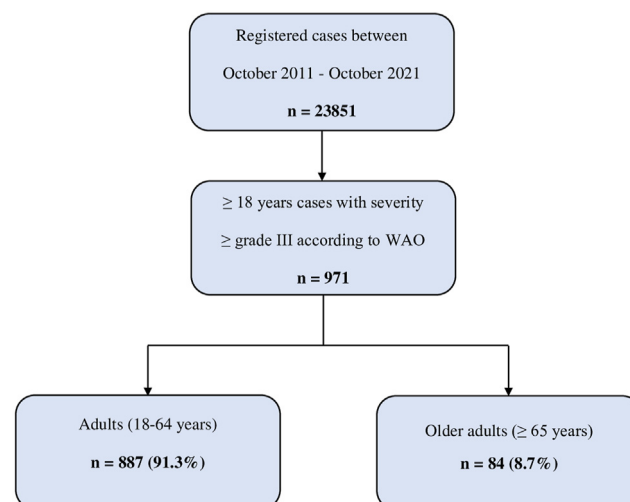 Registered cases between
October 2011 - October 2021
n = 23851
≥ 18 years cases with severity
≥ grade III according to WAO
n = 971
Adults (18-64 years)
n = 887 (91.3%)
Older adults (≥ 65 years)
n = 84 (8.7%)